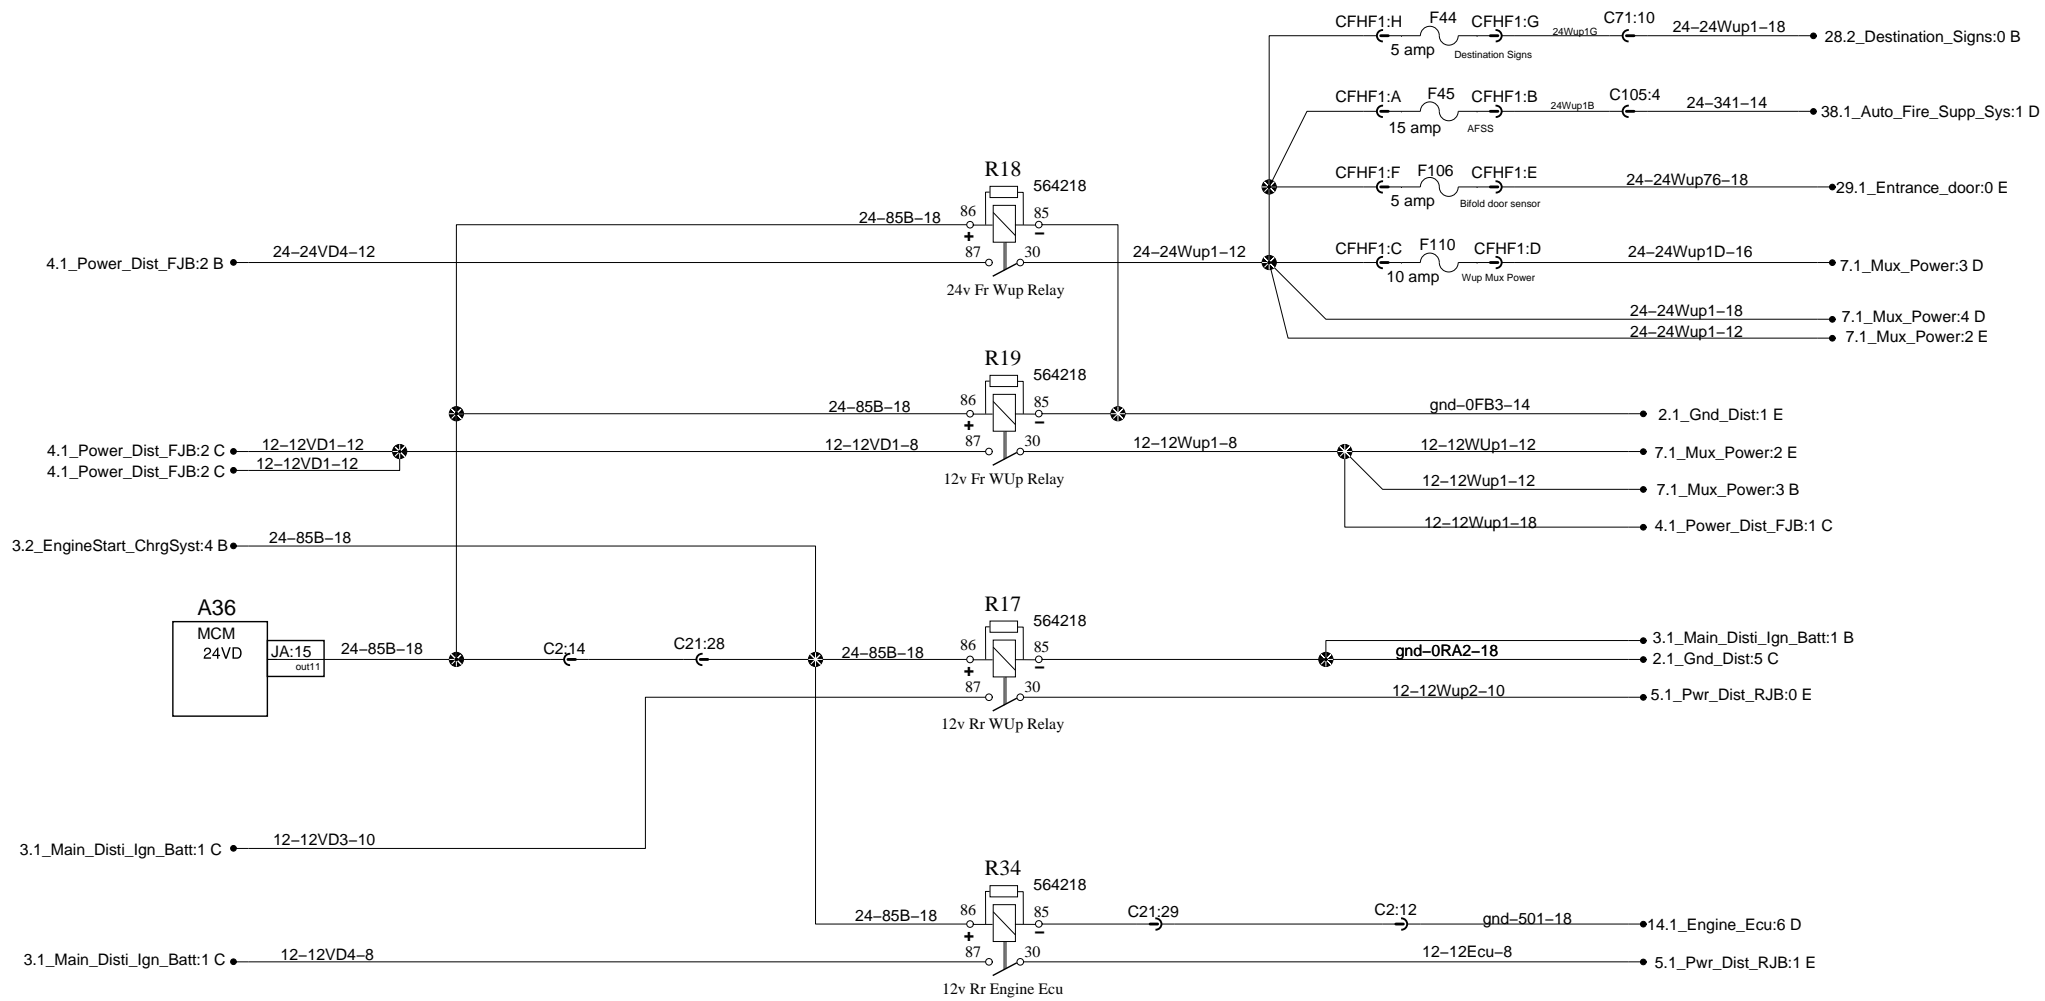 CFHF1:H F44 CFHF1:G 24Wup1G C71:10 24-24Wup1-18 28.2_Destination_Signs:0 B
5 amp Destination Signs
CFHF1:A F45 CFHF1:B 24Wup1B C105:4 24-341-14 38.1_Auto_Fire_Supp_Sys:1 D
15 amp AFSS
R18
564218
CFHF1:F F106 CFHF1:E 24-24Wup76-18 29.1_Entrance_door:0 E
5 amp Bifold door sensor
24-85B-18 86 85
+ −
4.1_Power_Dist_FJB:2 B 24-24VD4-12 87 30 24-24Wup1-12
24v Fr Wup Relay
CFHF1:C F110 CFHF1:D 24-24Wup1D-16 7.1_Mux_Power:3 D
10 amp Wup Mux Power
24-24Wup1-18 7.1_Mux_Power:4 D
24-24Wup1-12 7.1_Mux_Power:2 E
R19
564218
24-85B-18 86 85 gnd-0FB3-14 2.1_Gnd_Dist:1 E
+ −
4.1_Power_Dist_FJB:2 C 12-12VD1-12 12-12VD1-8 87 30 12-12Wup1-8 12-12WUp1-12 7.1_Mux_Power:2 E
4.1_Power_Dist_FJB:2 C 12-12VD1-12
12v Fr WUp Relay
12-12Wup1-12 7.1_Mux_Power:3 B
12-12Wup1-18 4.1_Power_Dist_FJB:1 C
3.2_EngineStart_ChrgSyst:4 B 24-85B-18
A36
MCM
24VD
JA:15
out11
R17
564218
24-85B-18 C2:14 C21:28 24-85B-18 86 85
+ −
3.1_Main_Disti_Ign_Batt:1 B
gnd-0RA2-18 2.1_Gnd_Dist:5 C
87 30 12-12Wup2-10 5.1_Pwr_Dist_RJB:0 E
12v Rr WUp Relay
3.1_Main_Disti_Ign_Batt:1 C 12-12VD3-10
R34
564218
24-85B-18 86 85 C21:29 C2:12 gnd-501-18 14.1_Engine_Ecu:6 D
+ −
3.1_Main_Disti_Ign_Batt:1 C 12-12VD4-8 87 30 12-12Ecu-8 5.1_Pwr_Dist_RJB:1 E
12v Rr Engine Ecu